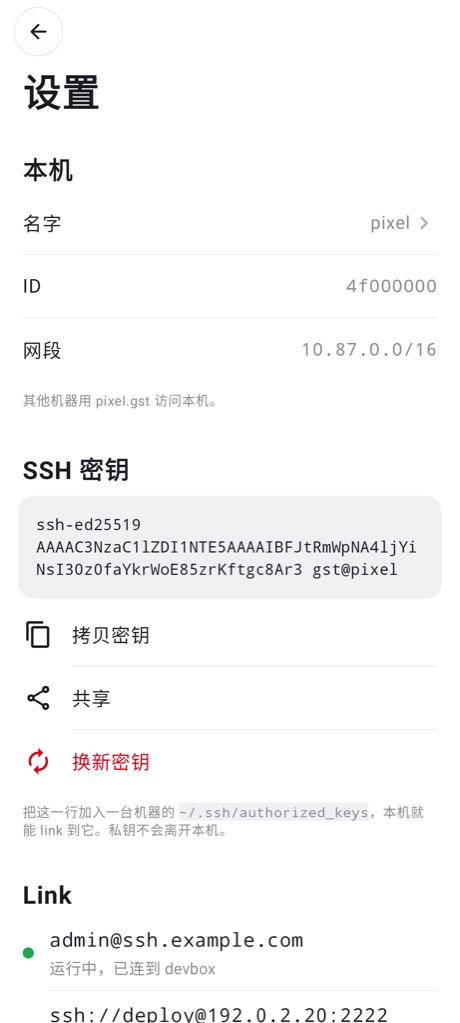 设置
本机
名字 pixel
ID 4f000000
网段 10.87.0.0/16
其他机器用 pixel.gst 访问本机。
SSH 密钥
ssh-ed25519
AAAAC3NzaC1lZDI1NTE5AAAAIBFJtRmWpNA4ljYi
NsI3Oz0faYkrWoE85zrKftgc8Ar3 gst@pixel
拷贝密钥
共享
换新密钥
把这一行加入一台机器的 ~/.ssh/authorized_keys，本机就
能 link 到它。私钥不会离开本机。
Link
admin@ssh.example.com
运行中，已连到 devbox
ssh://deploy@192.0.2.20:2222